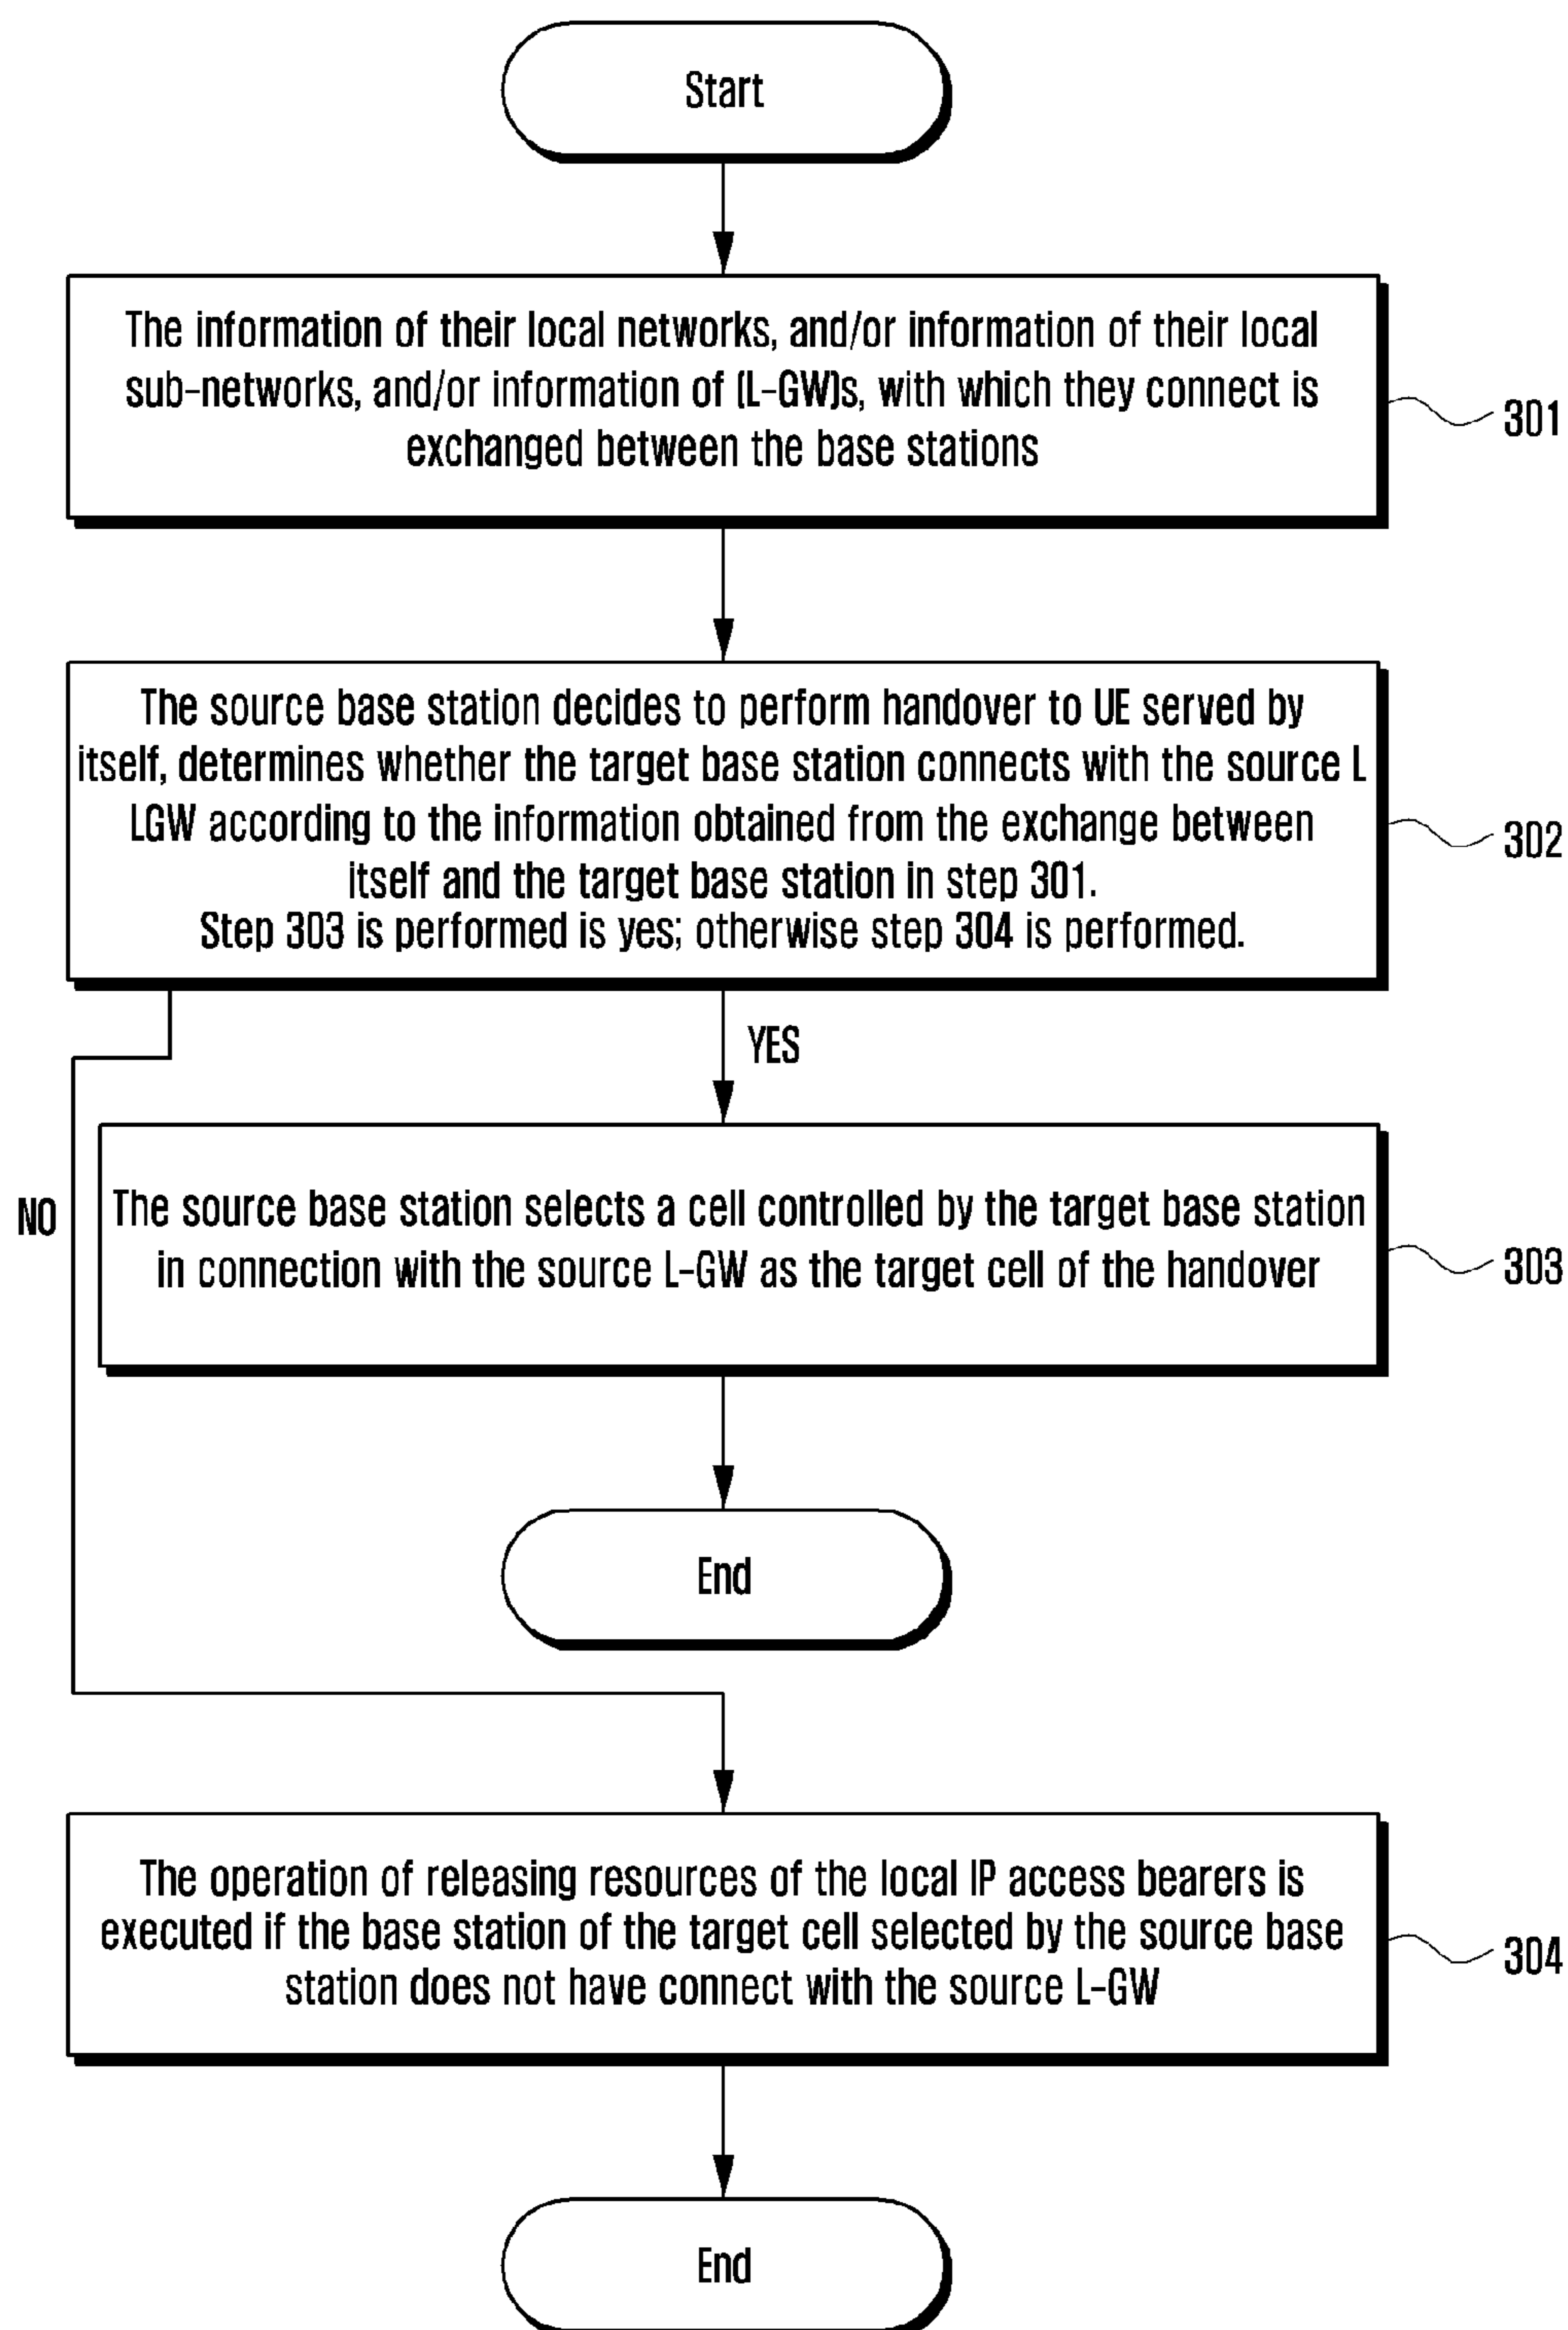 Start
The information of their local networks, and/or information of their local
sub-networks, and/or information of (L-GW)s, with which they connect is
exchanged between the base stations
301
The source base station decides to perform handover to UE served by
itself, determines whether the target base station connects with the source L
LGW according to the information obtained from the exchange between
itself and the target base station in step 301.
Step 303 is performed is yes; otherwise step 304 is performed.
302
YES
NO
The source base station selects a cell controlled by the target base station
in connection with the source L-GW as the target cell of the handover
303
End
The operation of releasing resources of the local IP access bearers is
executed if the base station of the target cell selected by the source base
station does not have connect with the source L-GW
304
End